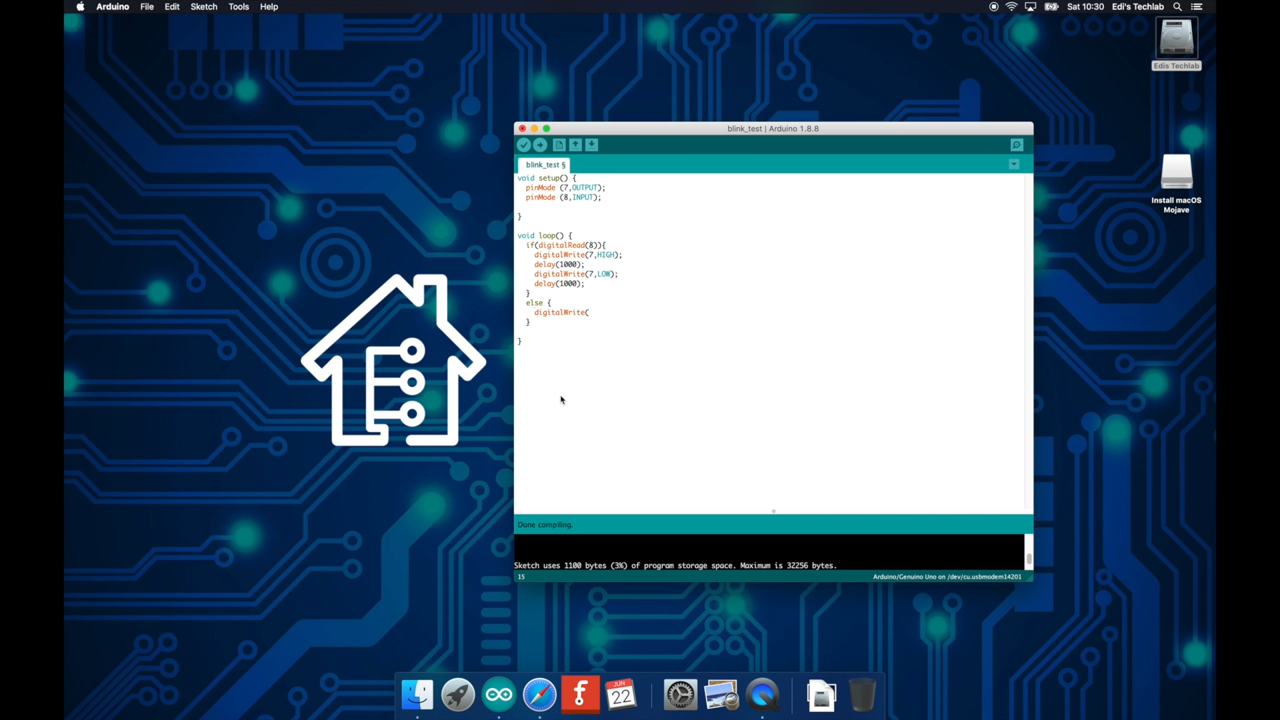 Arduino File Edit Sketch Tools Help Sat 10:30 Edi's Techlab
Edis Techlab
Install macOS
Mojave
blink_test | Arduino 1.8.8
blink_test §
void setup() {
pinMode (7,OUTPUT);
pinMode (8,INPUT);
}
void loop() {
if(digitalRead(8)){
digitalWrite(7,HIGH);
delay(1000);
digitalWrite(7,LOW);
delay(1000);
}
else {
digitalWrite(
}
}
Done compiling.
Sketch uses 1100 bytes (3%) of program storage space. Maximum is 32256 bytes.
15 Arduino/Genuino Uno on /dev/cu.usbmodem14201
JUN
22